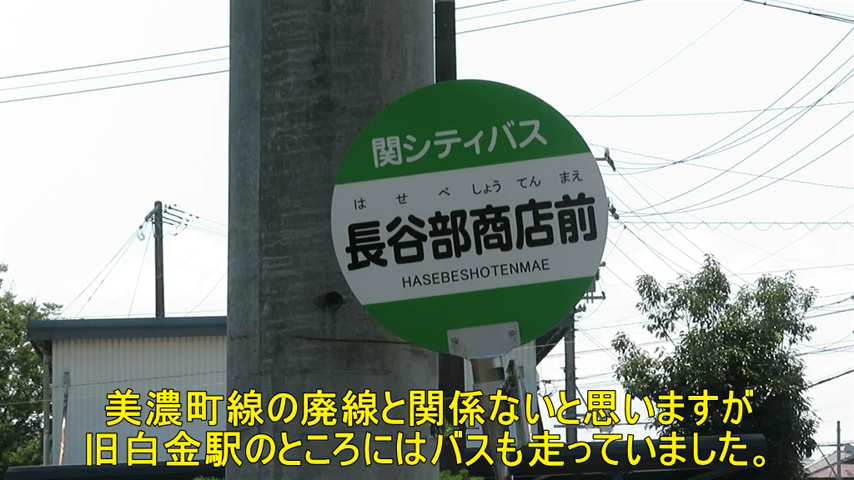 関シティバス
はせべしょうてんまえ
長谷部商店前
HASEBESHOTENMAE
美濃町線の廃線と関係ないと思いますが
旧白金駅のところにはバスも走っていました。